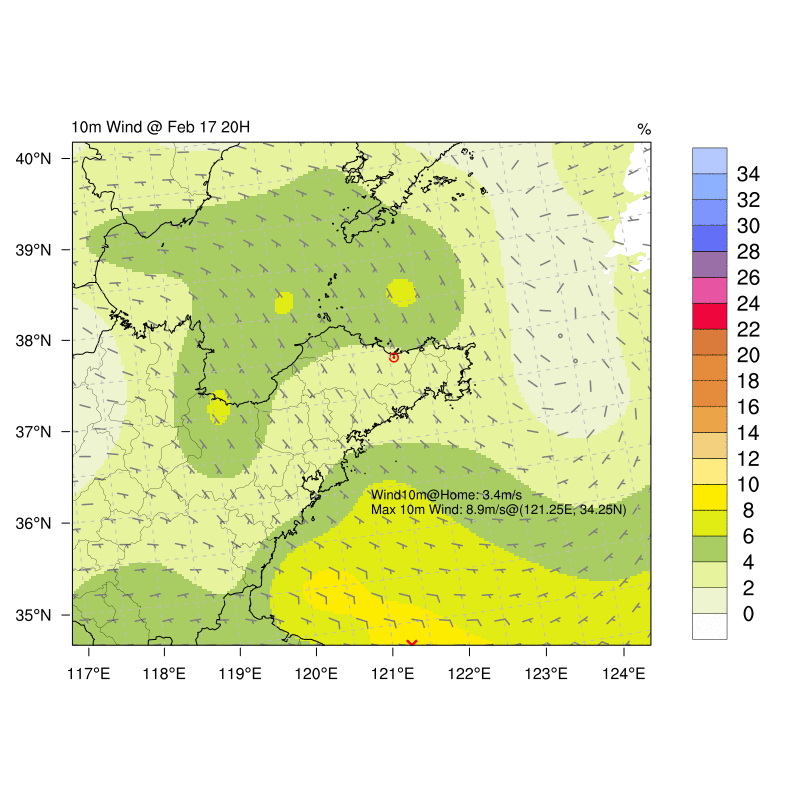 10m Wind @ Feb 17 20H
%
40°N
39°N
38°N
37°N
36°N
35°N
117°E
118°E
119°E
120°E
121°E
122°E
123°E
124°E
Wind10m@Home: 3.4m/s
Max 10m Wind: 8.9m/s@(121.25E, 34.25N)
34
32
30
28
26
24
22
20
18
16
14
12
10
8
6
4
2
0